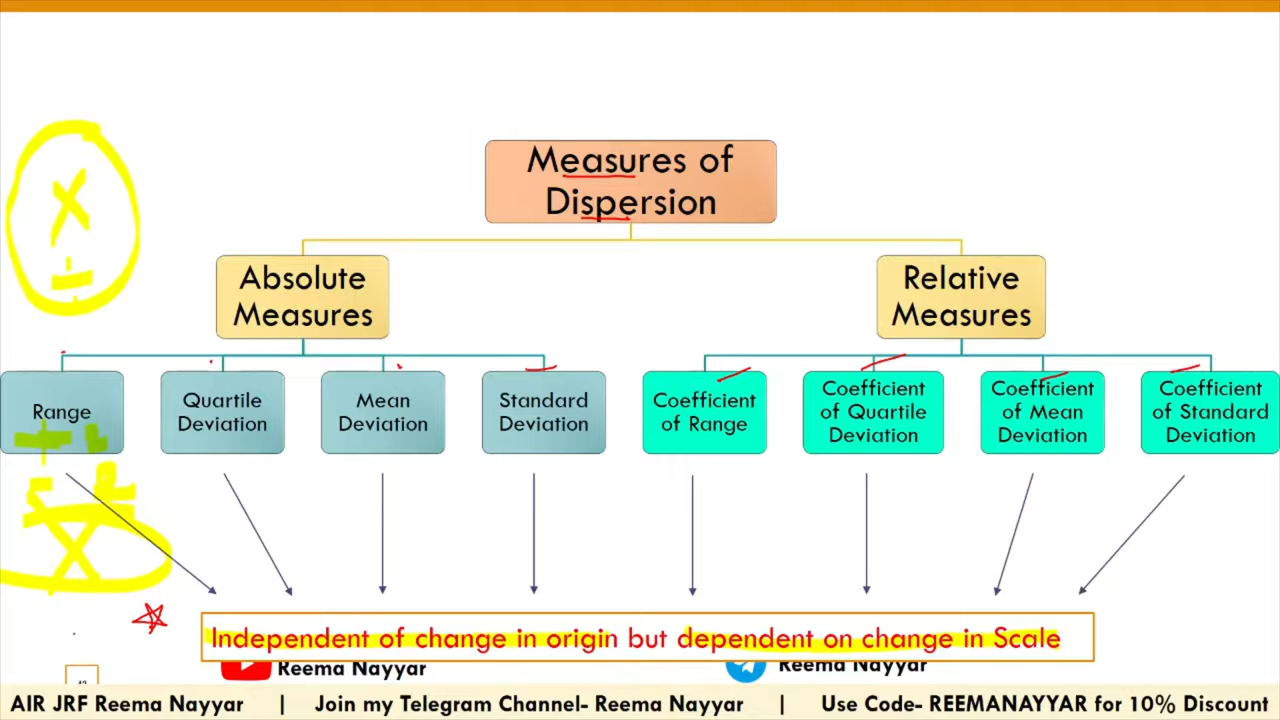 Measures of
Dispersion
Absolute
Measures
Relative
Measures
Range
Quartile
Deviation
Mean
Deviation
Standard
Deviation
Coefficient
of Range
Coefficient
of Quartile
Deviation
Coefficient
of Mean
Deviation
Coefficient
of Standard
Deviation
Independent of change in origin but dependent on change in Scale
Reema Nayyar
Reema Nayyar
AIR JRF Reema Nayyar | Join my Telegram Channel- Reema Nayyar | Use Code- REEMANAYYAR for 10% Discount